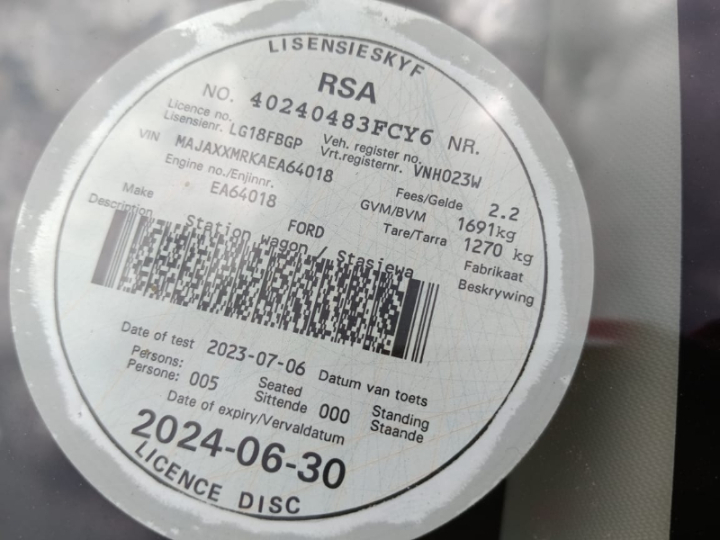 LISENSIESKYF
RSA
NO. 40240483FCY6 NR.
Licence no. Lisensienr. LG18FBGP Veh. register no. Vrt.registernr. VNH023W
VIN MAJAXXMRKAEA64018 Fees/Gelde 2.2
Engine no./Enjinnr. EA64018 GVM/BVM 1691kg
Tare/Tarra 1270 kg
Make FORD Fabrikaat
Description Station wagon / Stasiewa Beskrywing
Date of test 2023-07-06 Datum van toets
Persons: Persone: 005 Seated Sittende 000 Standing Staande
Date of expiry/Vervaldatum
2024-06-30
LICENCE DISC